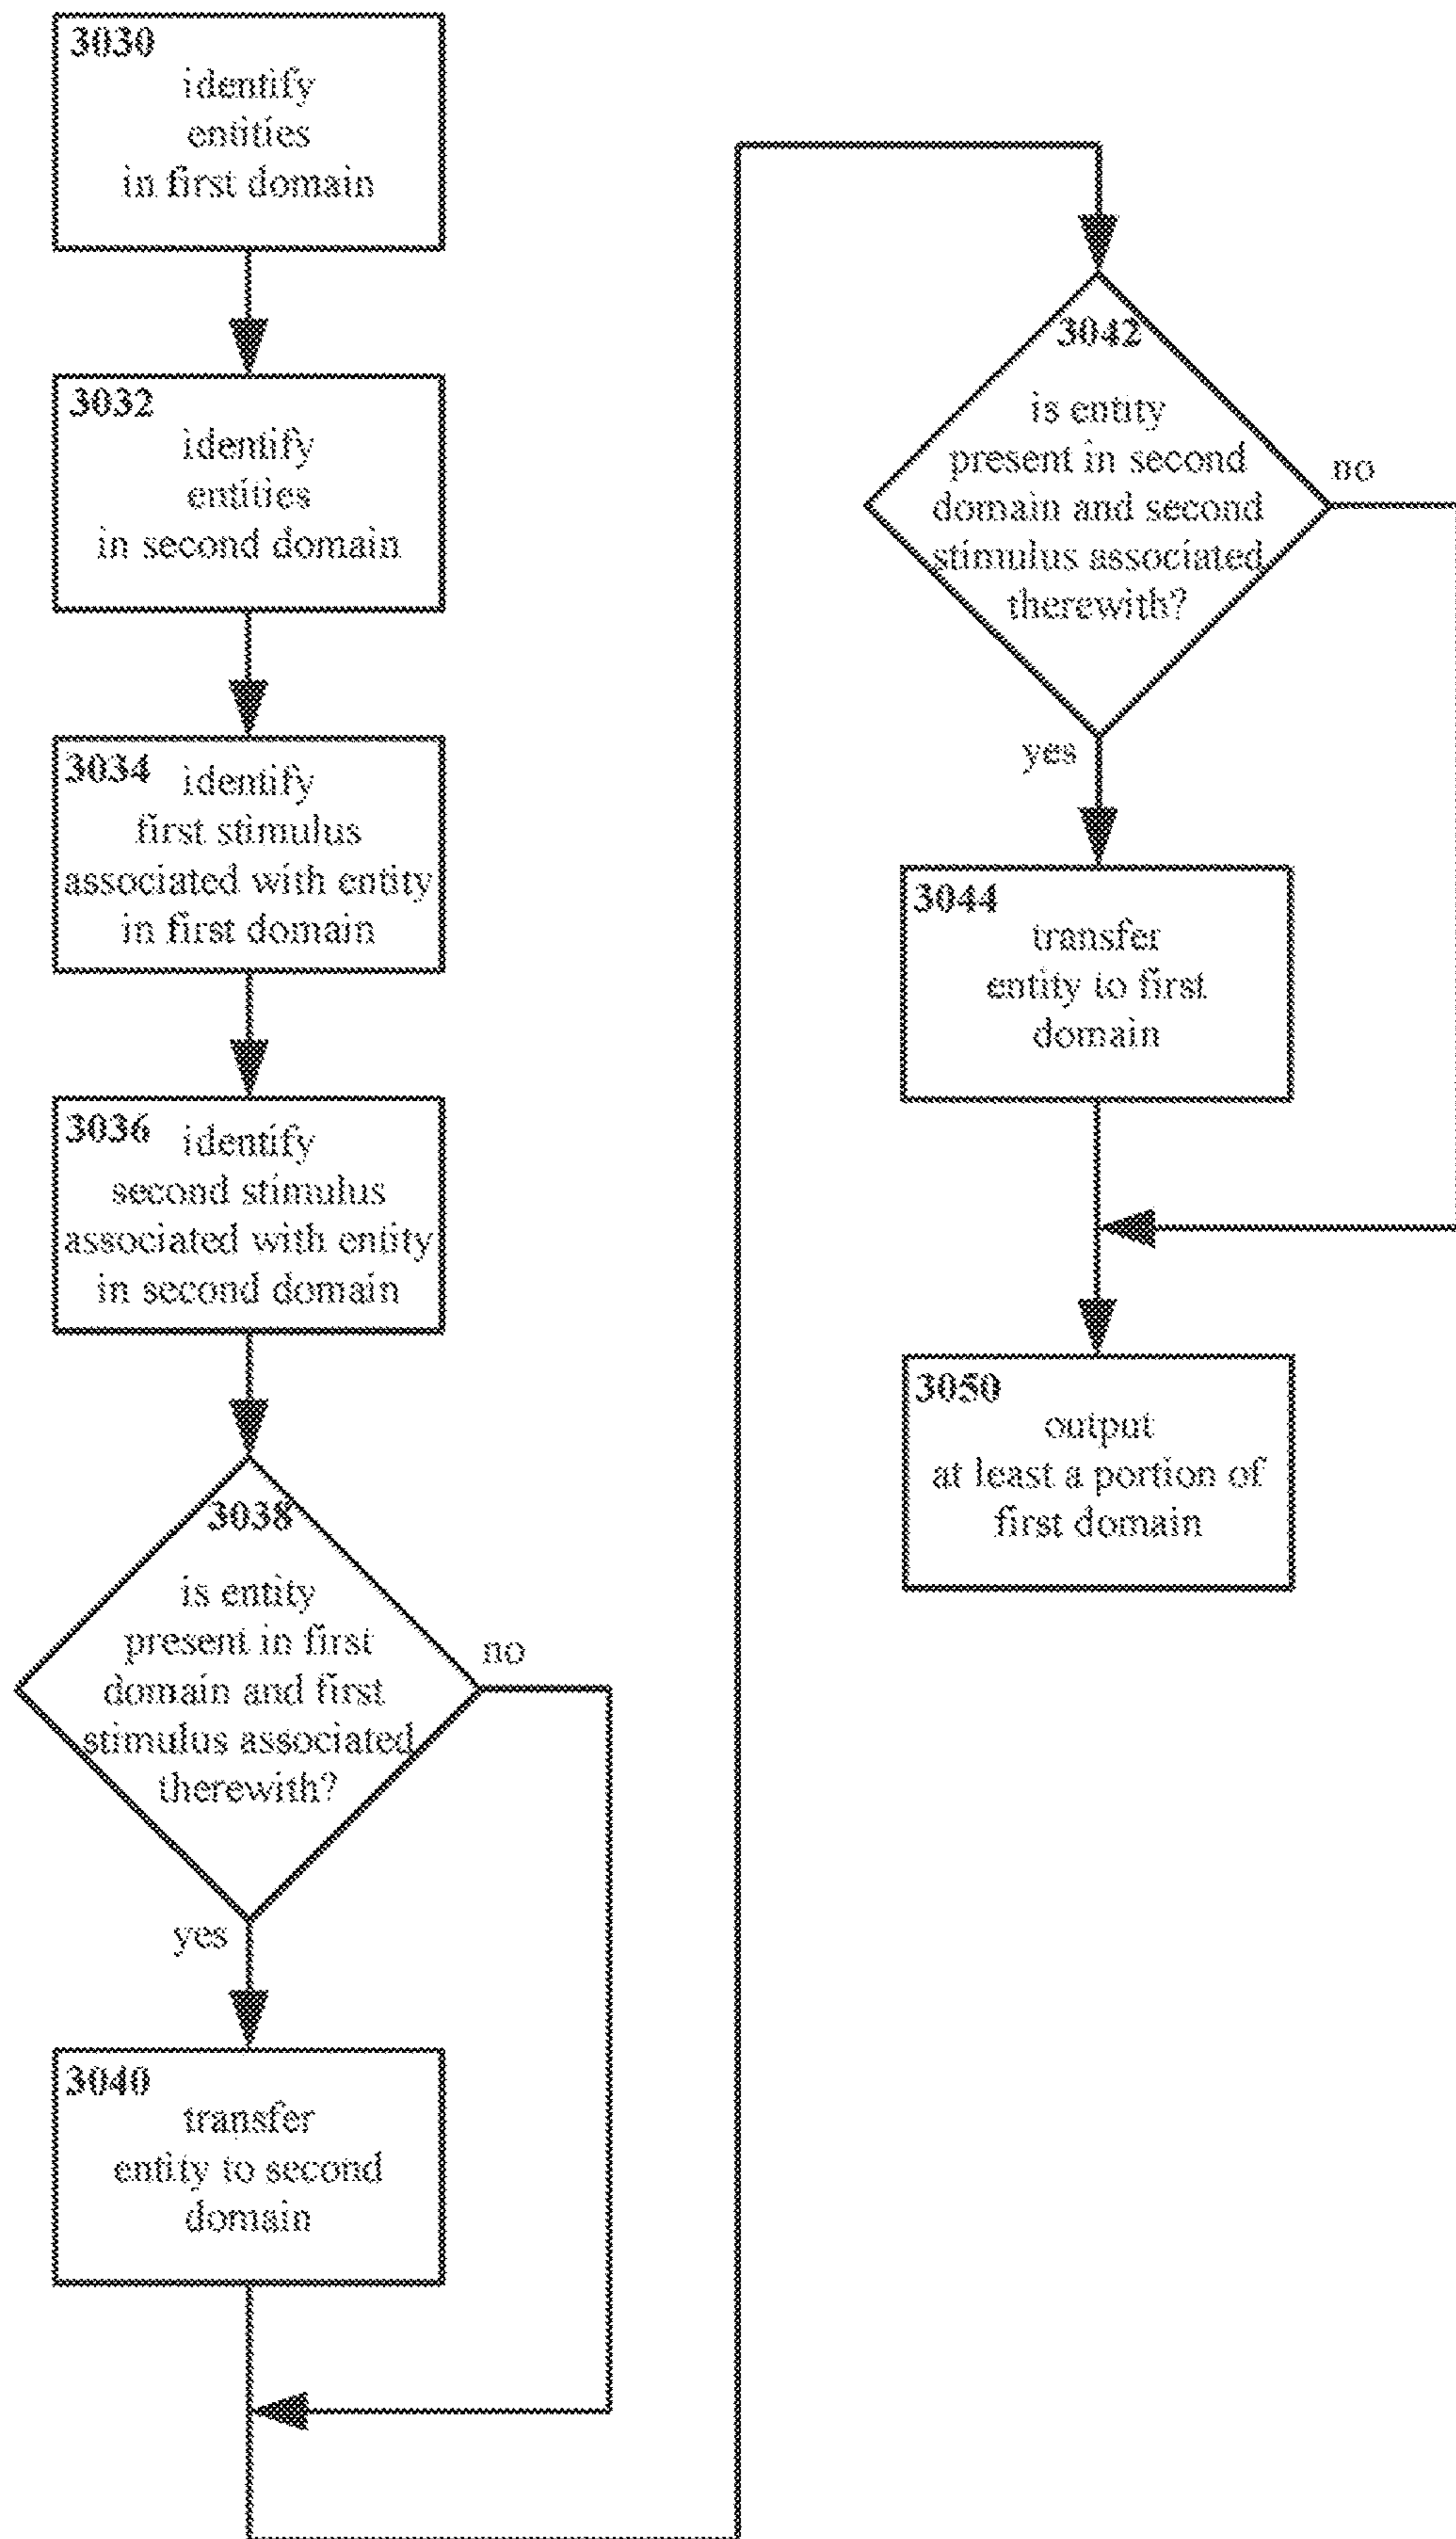 3030
identify
entities
in first domain
3032
identify
entities
in second domain
3034
identify
first stimulus
associated with entity
in first domain
3036
identify
second stimulus
associated with entity
in second domain
3038
is entity
present in first
domain and first
stimulus associated
therewith?
no
yes
3040
transfer
entity to second
domain
3042
is entity
present in second
domain and second
stimulus associated
therewith?
no
yes
3044
transfer
entity to first
domain
3050
output
at least a portion of
first domain